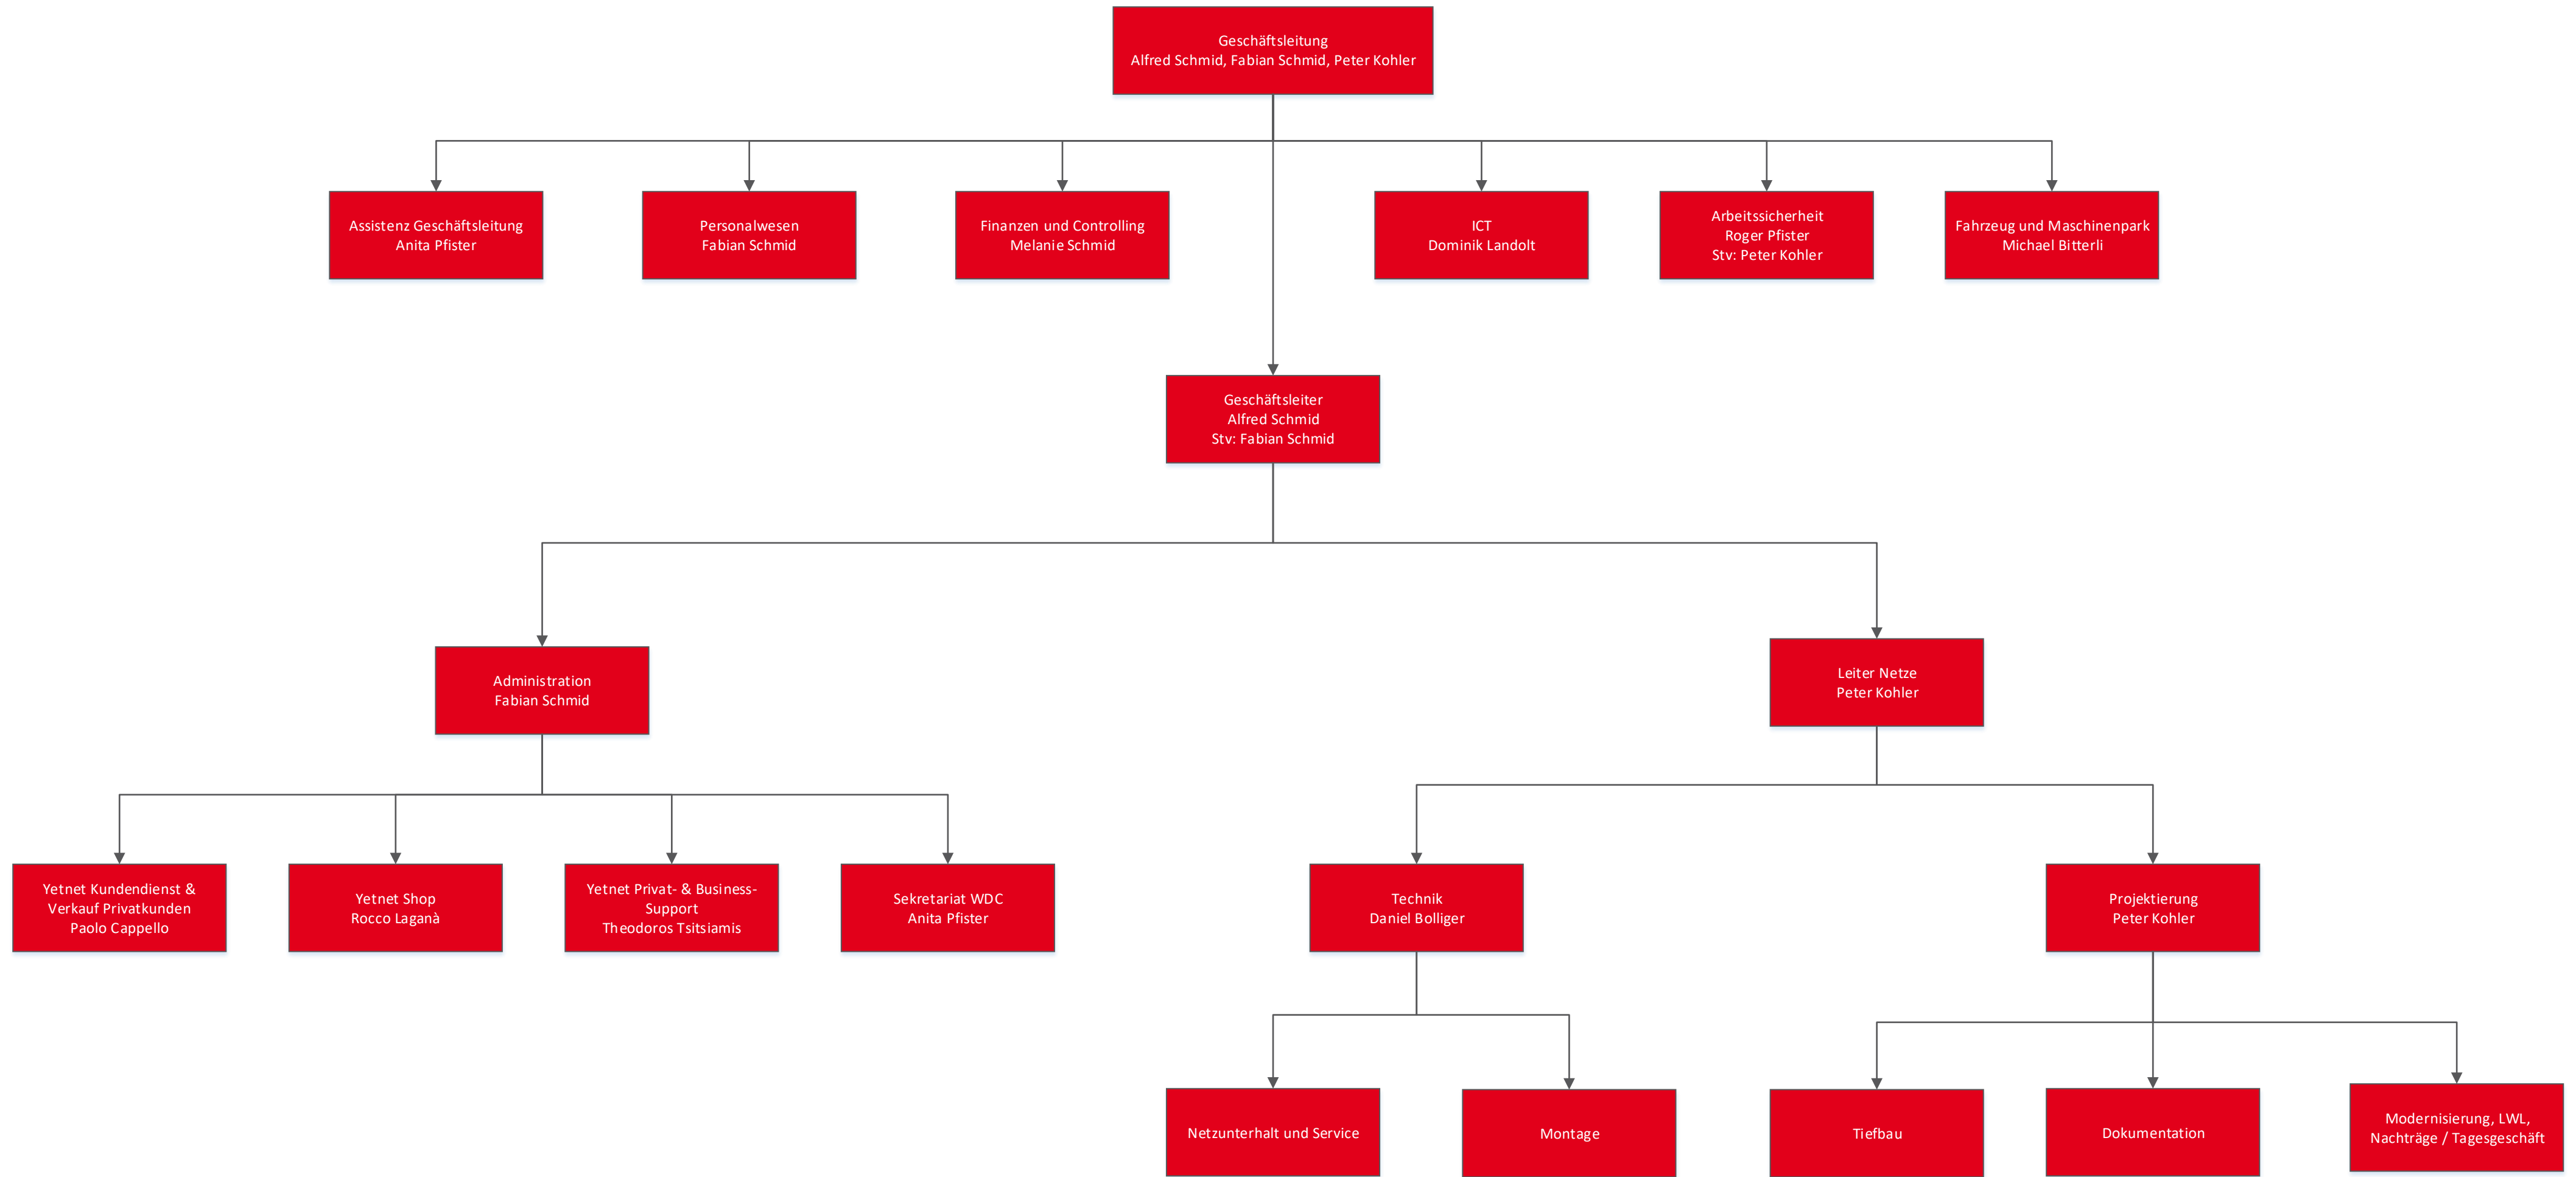 Geschäftsleitung
Alfred Schmid, Fabian Schmid, Peter Kohler
Assistenz Geschäftsleitung
Anita Pfister
Personalwesen
Fabian Schmid
Finanzen und Controlling
Melanie Schmid
ICT
Dominik Landolt
Arbeitssicherheit
Roger Pfister
Stv: Peter Kohler
Fahrzeug und Maschinenpark
Michael Bitterli
Geschäftsleiter
Alfred Schmid
Stv: Fabian Schmid
Administration
Fabian Schmid
Leiter Netze
Peter Kohler
Yetnet Kundendienst &
Verkauf Privatkunden
Paolo Cappello
Yetnet Shop
Rocco Laganà
Yetnet Privat- & Business-
Support
Theodoros Tsitsiamis
Sekretariat WDC
Anita Pfister
Technik
Daniel Bolliger
Projektierung
Peter Kohler
Netzunterhalt und Service
Montage
Tiefbau
Dokumentation
Modernisierung, LWL,
Nachträge / Tagesgeschäft